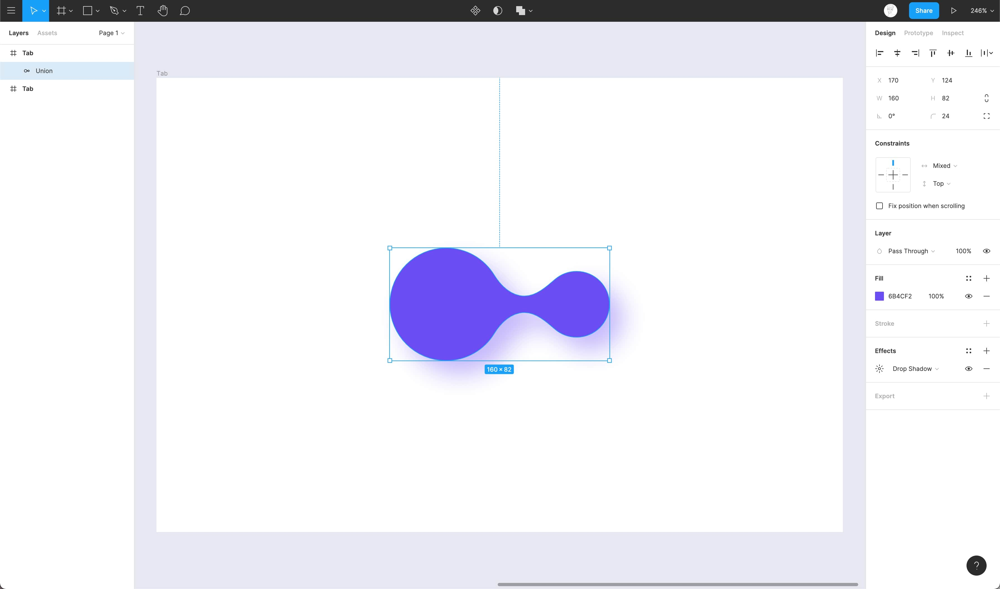 Share
246%
Layers Assets Page 1
Design Prototype Inspect
Tab
Union
Tab
Tab
X 170 Y 124
W 160 H 82
0° 24
Constraints
Mixed
Top
Fix position when scrolling
Layer
Pass Through 100%
Fill
6B4CF2 100%
Stroke
Effects
Drop Shadow
Export
160 × 82
?